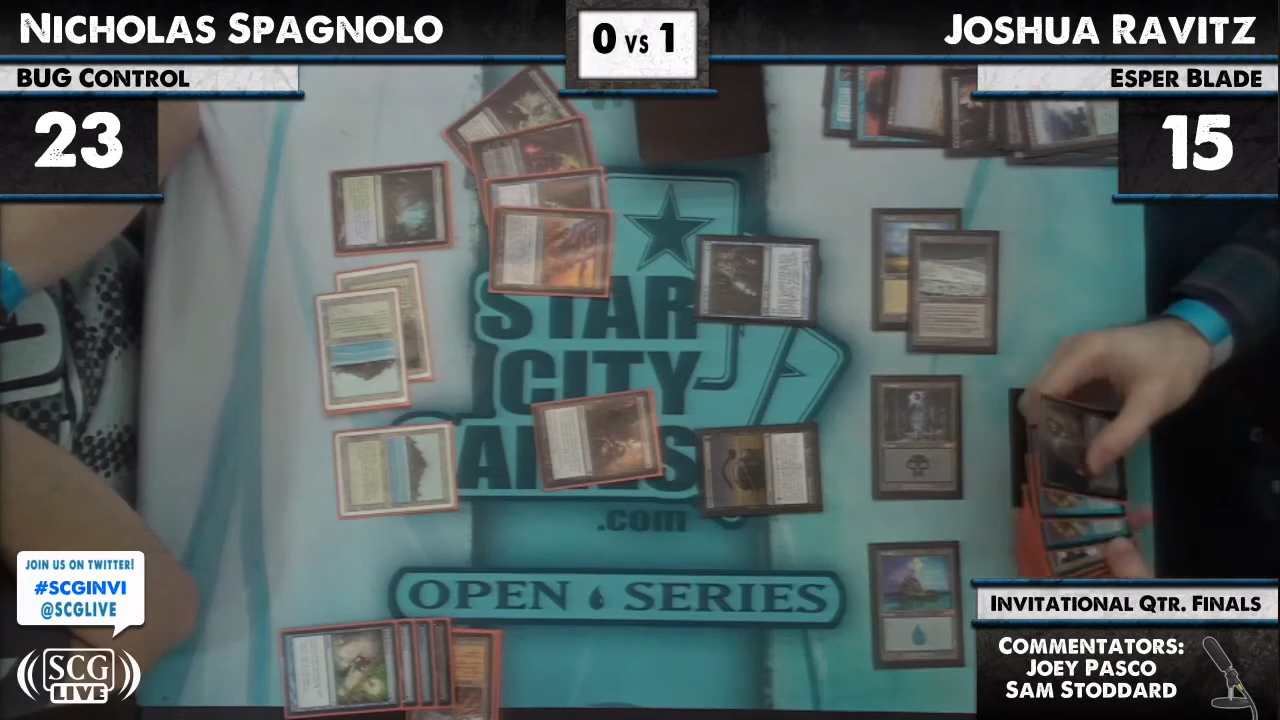 NICHOLAS SPAGNOLO
0 VS 1
JOSHUA RAVITZ
BUG CONTROL
ESPER BLADE
23
15
STAR
CITY
GAMES
.com
OPEN SERIES
JOIN US ON TWITTER!
#SCGINVI
@SCGLIVE
SCG
LIVE
INVITATIONAL QTR. FINALS
COMMENTATORS:
JOEY PASCO
SAM STODDARD